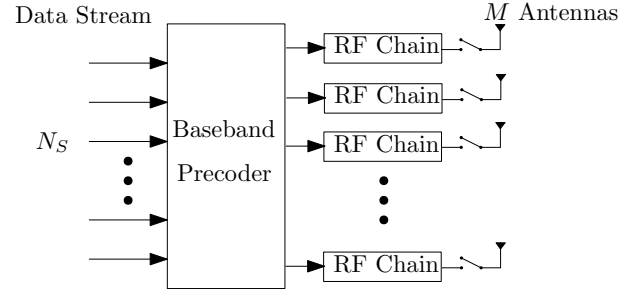 Data Stream
M Antennas
RF Chain
RF Chain
N_S
Baseband
Precoder
RF Chain
RF Chain